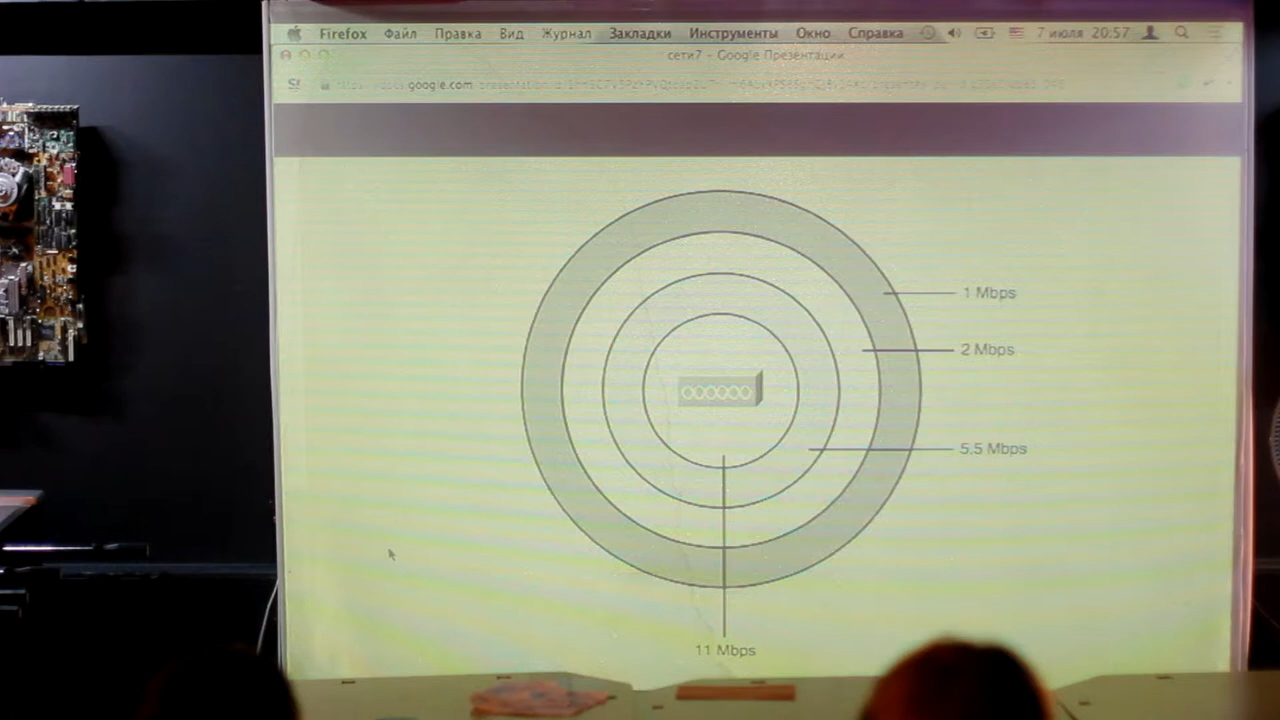 Firefox Файл Правка Вид Журнал Закладки Инструменты Окно Справка 7 июля 20:57
сети7 – Google Презентации
google.com
1 Mbps
2 Mbps
5.5 Mbps
11 Mbps